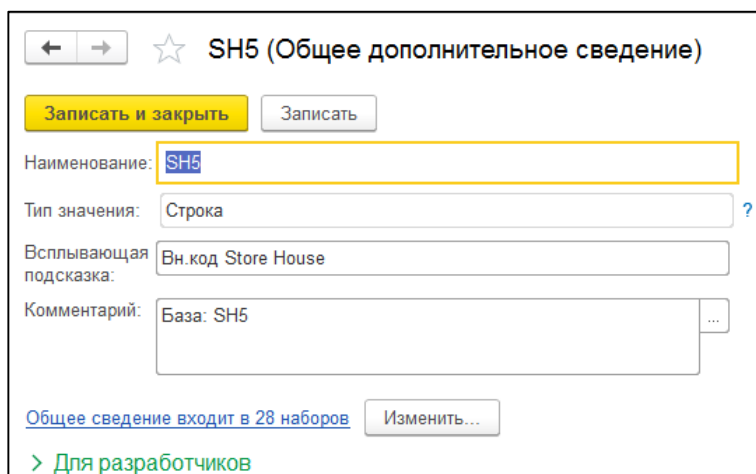 SH5 (Общее дополнительное сведение)
Записать и закрыть Записать
Наименование: SH5
Тип значения: Строка ?
Всплывающая подсказка: Вн.код Store House
Комментарий: База: SH5 ...
Общее сведение входит в 28 наборов Изменить...
Для разработчиков